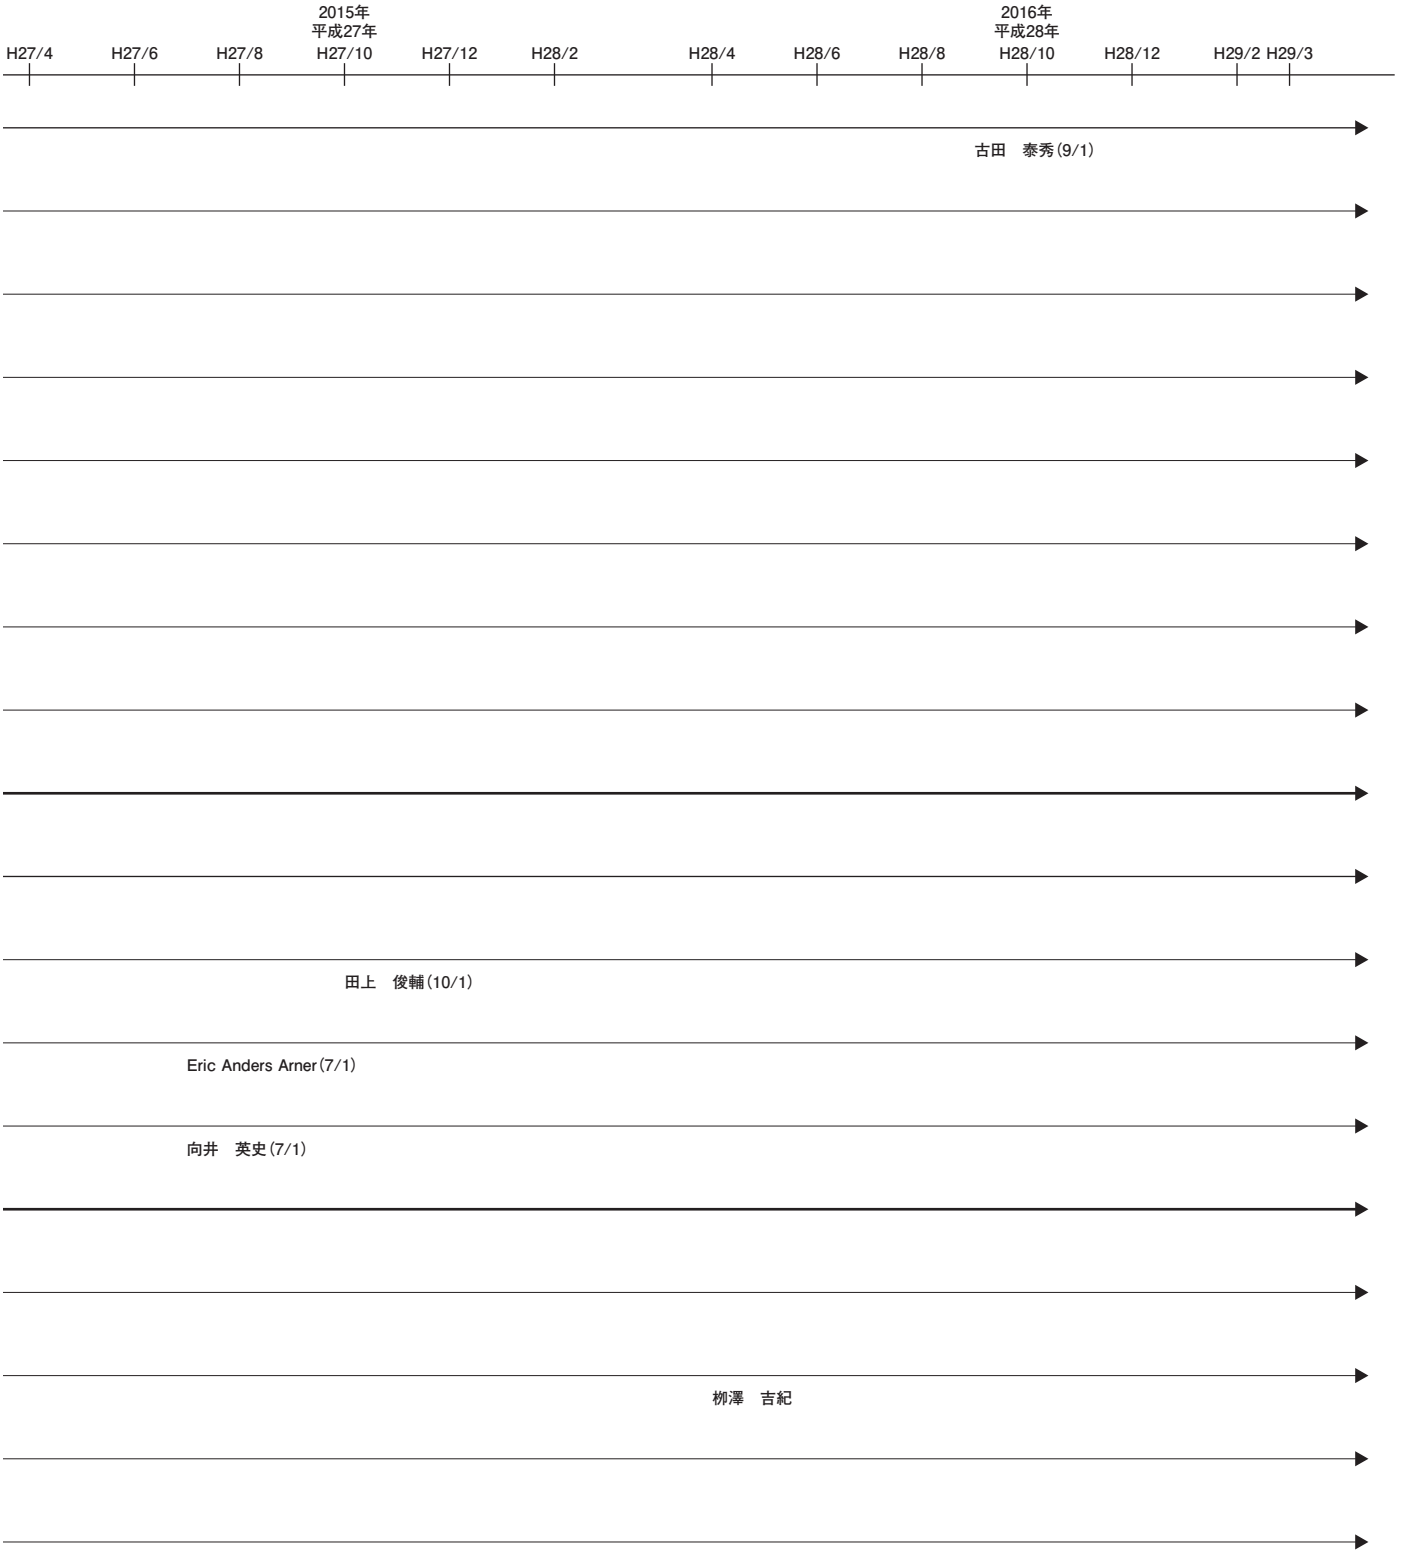 2015年
平成27年
2016年
平成28年
H27/4 H27/6 H27/8 H27/10 H27/12 H28/2 H28/4 H28/6 H28/8 H28/10 H28/12 H29/2 H29/3
古田　泰秀（9/1）
田上　俊輔（10/1）
Eric Anders Arner（7/1）
向井　英史（7/1）
栁澤　吉紀